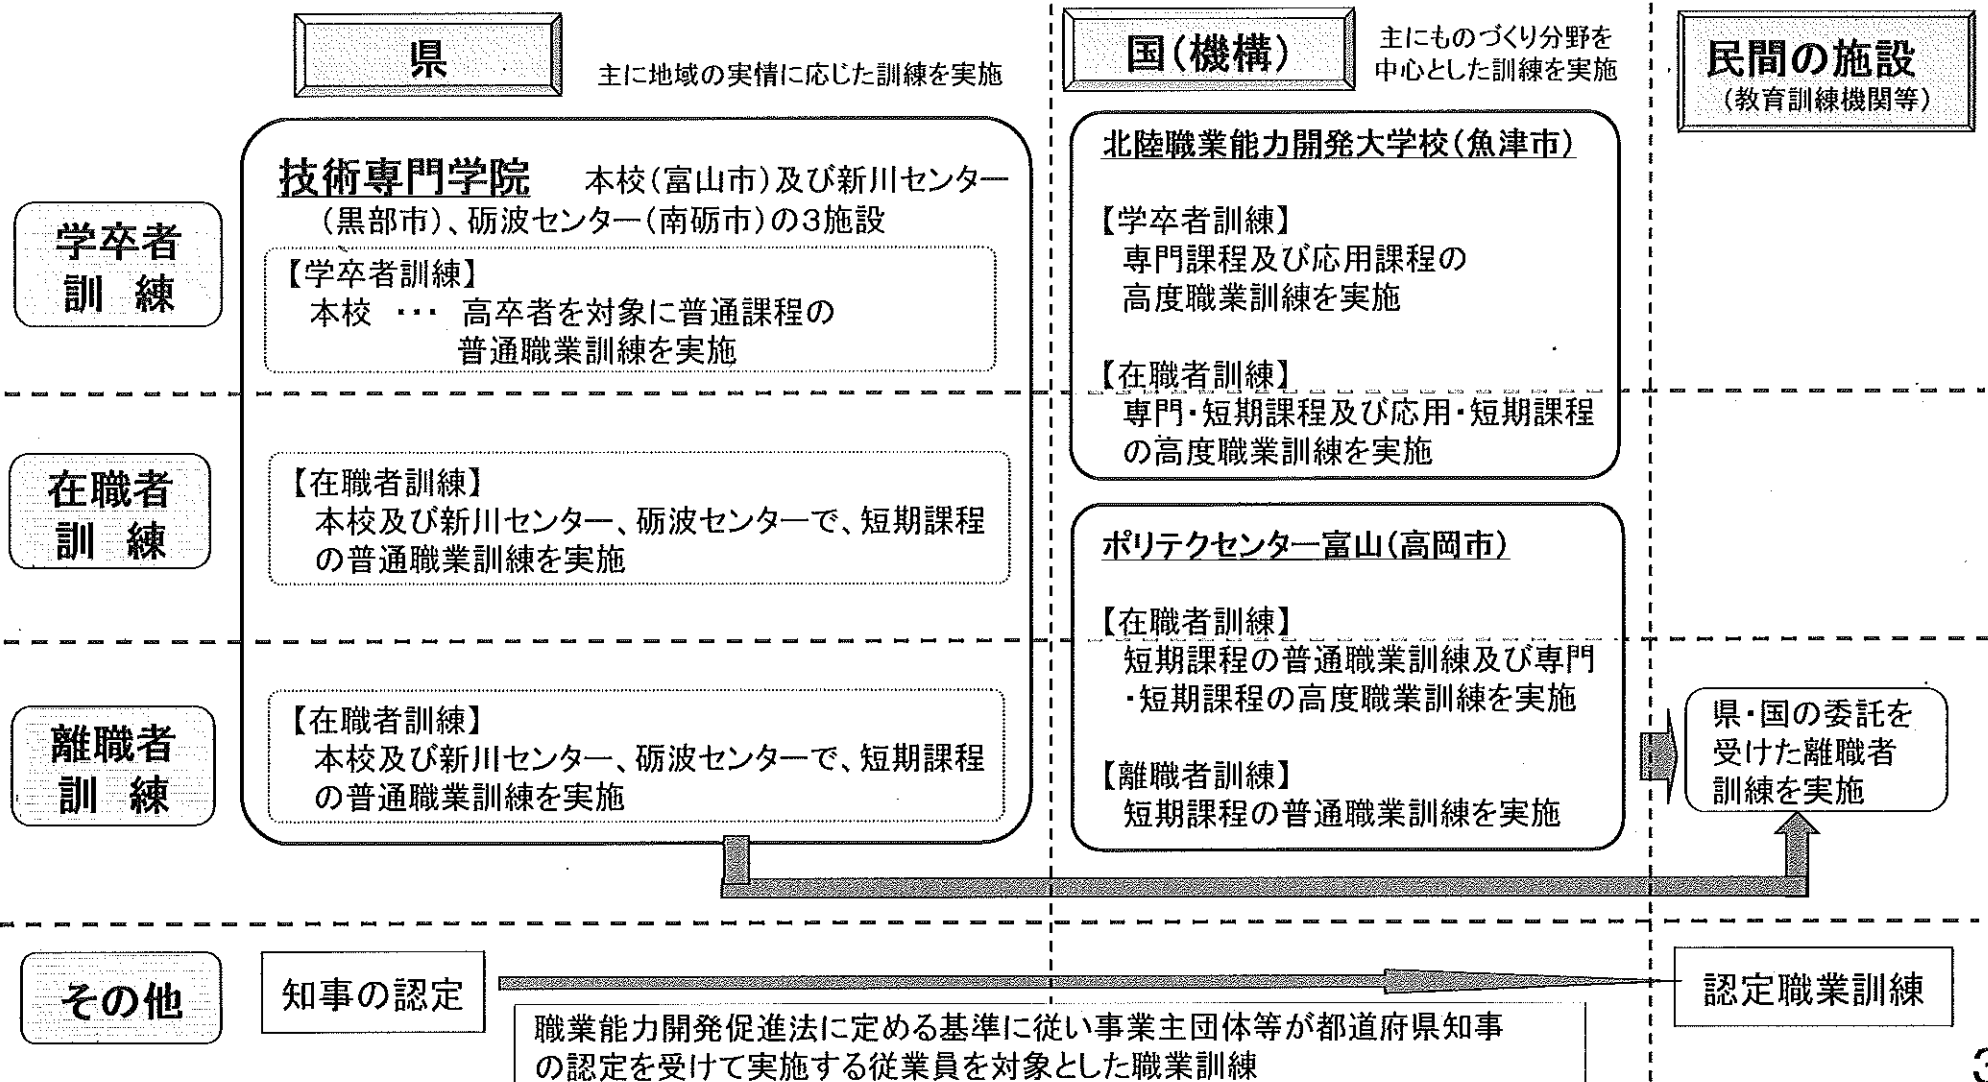 県
主に地域の実情に応じた訓練を実施
国(機構)
主にものづくり分野を
中心とした訓練を実施
民間の施設
(教育訓練機関等)
学卒者
訓 練
技術専門学院 本校(富山市)及び新川センター
(黒部市)、砺波センター(南砺市)の3施設
【学卒者訓練】
本校 ・・・ 高卒者を対象に普通課程の
普通職業訓練を実施
北陸職業能力開発大学校(魚津市)
【学卒者訓練】
専門課程及び応用課程の
高度職業訓練を実施
【在職者訓練】
専門・短期課程及び応用・短期課程
の高度職業訓練を実施
在職者
訓 練
【在職者訓練】
本校及び新川センター、砺波センターで、短期課程
の普通職業訓練を実施
ポリテクセンター富山(高岡市)
【在職者訓練】
短期課程の普通職業訓練及び専門
・短期課程の高度職業訓練を実施
【離職者訓練】
短期課程の普通職業訓練を実施
離職者
訓 練
【在職者訓練】
本校及び新川センター、砺波センターで、短期課程
の普通職業訓練を実施
県・国の委託を
受けた離職者
訓練を実施
その他
知事の認定
認定職業訓練
職業能力開発促進法に定める基準に従い事業主団体等が都道府県知事
の認定を受けて実施する従業員を対象とした職業訓練
3